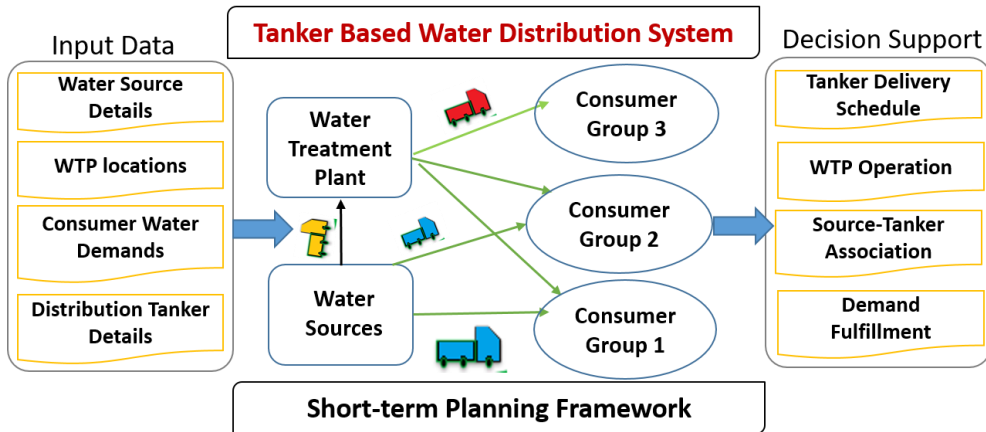 Tanker Based Water Distribution System
Input Data
Water Source
Details
WTP locations
Consumer Water
Demands
Distribution Tanker
Details
Water
Treatment
Plant
Water
Sources
Consumer
Group 3
Consumer
Group 2
Consumer
Group 1
Decision Support
Tanker Delivery
Schedule
WTP Operation
Source-Tanker
Association
Demand
Fulfillment
Short-term Planning Framework